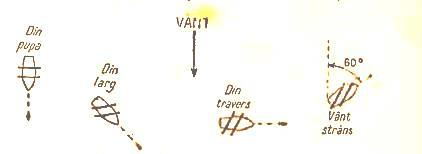 VÂNT
Din
pupa
Din
larg
Din
travers
60°
Vânt
strâns